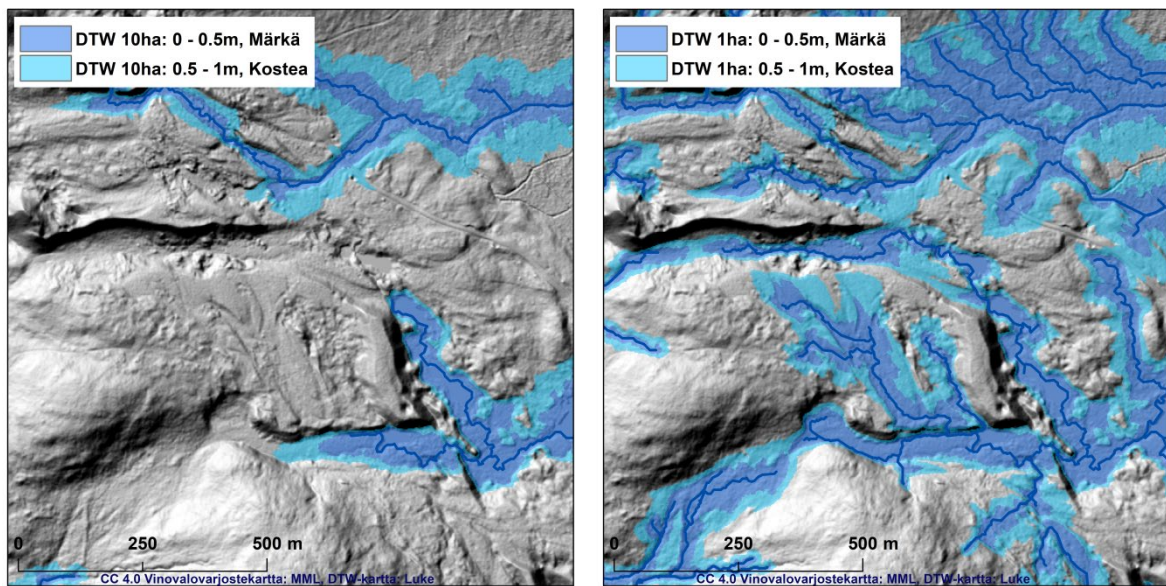 DTW 10ha: 0 - 0.5m, Märkä
DTW 10ha: 0.5 - 1m, Kostea
0 250 500 m
CC 4.0 Vinovalovarjostekartta: MML, DTW-kartta: Luke
DTW 1ha: 0 - 0.5m, Märkä
DTW 1ha: 0.5 - 1m, Kostea
0 250 500 m
CC 4.0 Vinovalovarjostekartta: MML, DTW-kartta: Luke